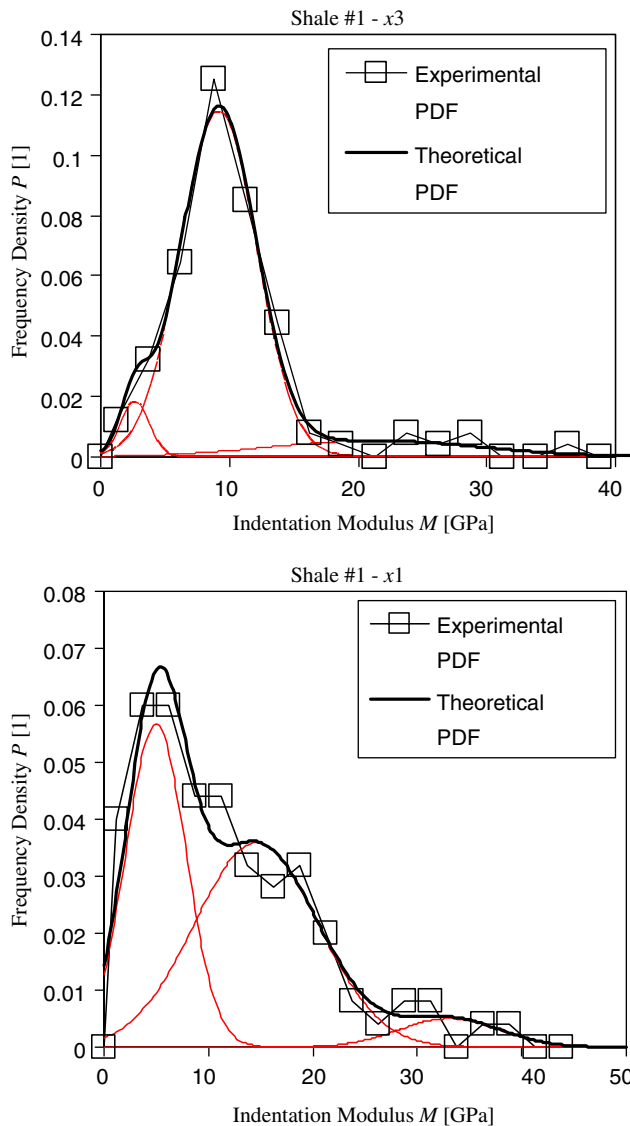 Shale #1 - x3
0.14
0.12
0.1
0.08
0.06
0.04
0.02
0
Frequency Density P [1]
Experimental
PDF
Theoretical
PDF
0 10 20 30 40
Indentation Modulus M [GPa]
Shale #1 - x1
0.08
0.07
0.06
0.05
0.04
0.03
0.02
0.01
0
Frequency Density P [1]
Experimental
PDF
Theoretical
PDF
0 10 20 30 40 50
Indentation Modulus M [GPa]